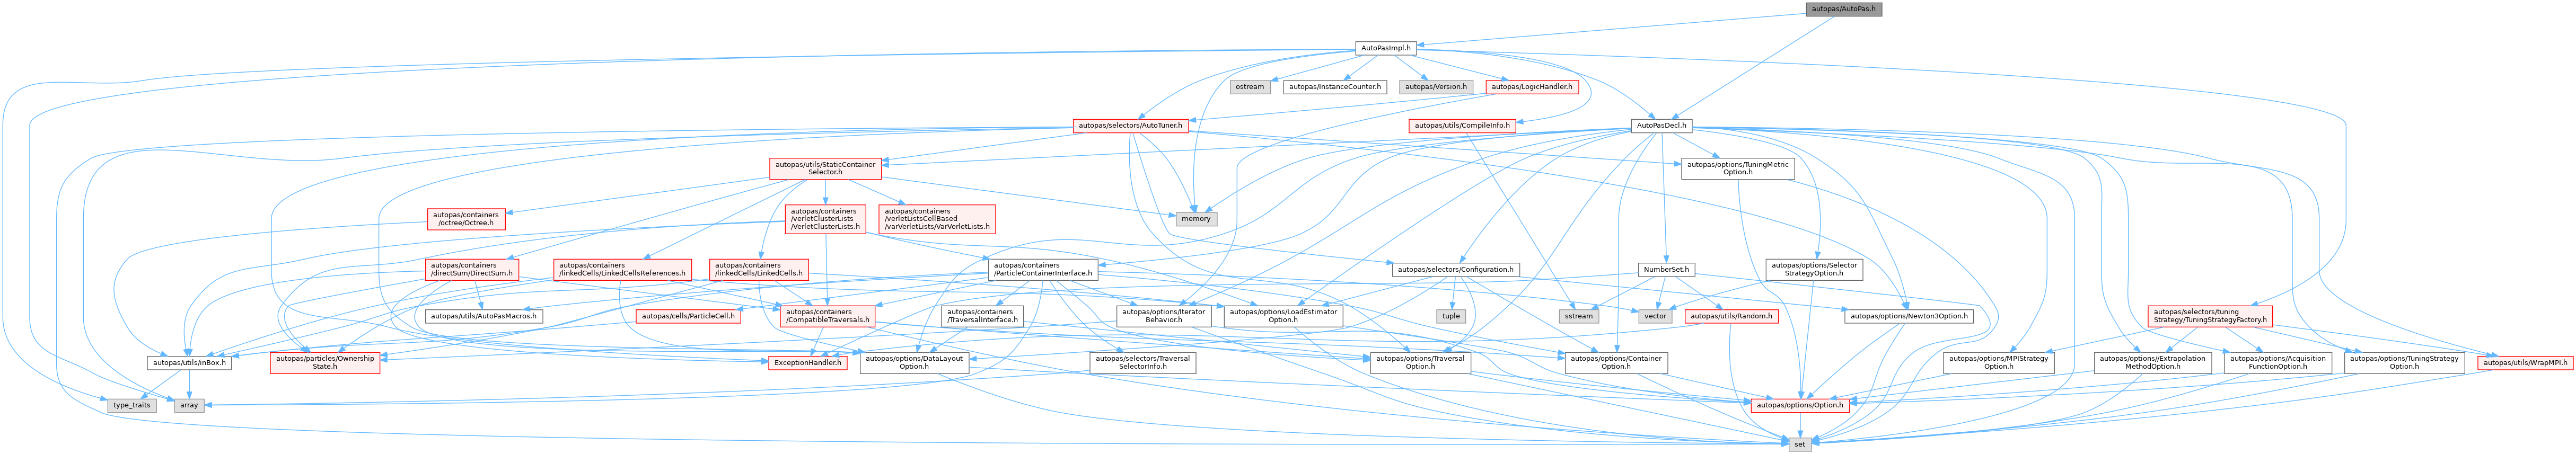 autopas/AutoPas.h
AutoPasImpl.h
ostream
autopas/InstanceCounter.h
autopas/Version.h
autopas/LogicHandler.h
autopas/selectors/AutoTuner.h
autopas/utils/CompileInfo.h
AutoPasDecl.h
autopas/utils/StaticContainer
Selector.h
autopas/options/TuningMetric
Option.h
autopas/containers
/octree/Octree.h
autopas/containers
/verletClusterLists
/VerletClusterLists.h
autopas/containers
/verletListsCellBased
/varVerletLists/VarVerletLists.h
memory
autopas/containers
/directSum/DirectSum.h
autopas/containers
/linkedCells/LinkedCellsReferences.h
autopas/containers
/linkedCells/LinkedCells.h
autopas/containers
/ParticleContainerInterface.h
autopas/selectors/Configuration.h
NumberSet.h
autopas/options/Selector
StrategyOption.h
autopas/utils/AutoPasMacros.h
autopas/cells/ParticleCell.h
autopas/containers
/CompatibleTraversals.h
autopas/containers
/TraversalInterface.h
autopas/options/Iterator
Behavior.h
autopas/options/LoadEstimator
Option.h
tuple
sstream
vector
autopas/utils/Random.h
autopas/options/Newton3Option.h
autopas/selectors/tuning
Strategy/TuningStrategyFactory.h
autopas/utils/inBox.h
autopas/particles/Ownership
State.h
ExceptionHandler.h
autopas/options/DataLayout
Option.h
autopas/selectors/Traversal
SelectorInfo.h
autopas/options/Traversal
Option.h
autopas/options/Container
Option.h
autopas/options/MPIStrategy
Option.h
autopas/options//Extrapolation
MethodOption.h
autopas/options/Acquisition
FunctionOption.h
autopas/options/TuningStrategy
Option.h
autopas/utils/WrapMPI.h
type_traits
array
autopas/options/Option.h
set